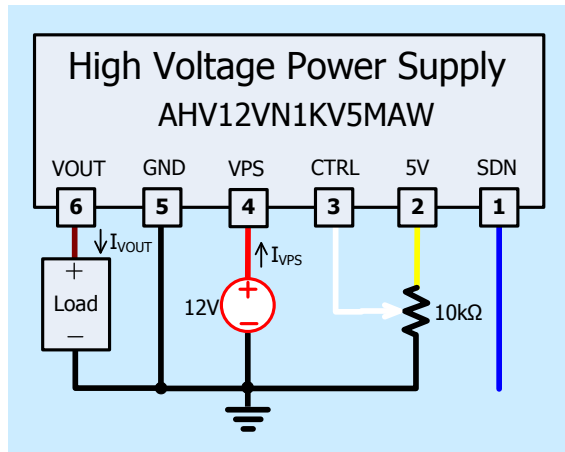 High Voltage Power Supply
AHV12VN1KV5MAW
VOUT GND VPS CTRL 5V SDN
6 5 4 3 2 1
↓IVOUT
↑IVPS
+
Load
−
12V
+
−
10kΩ